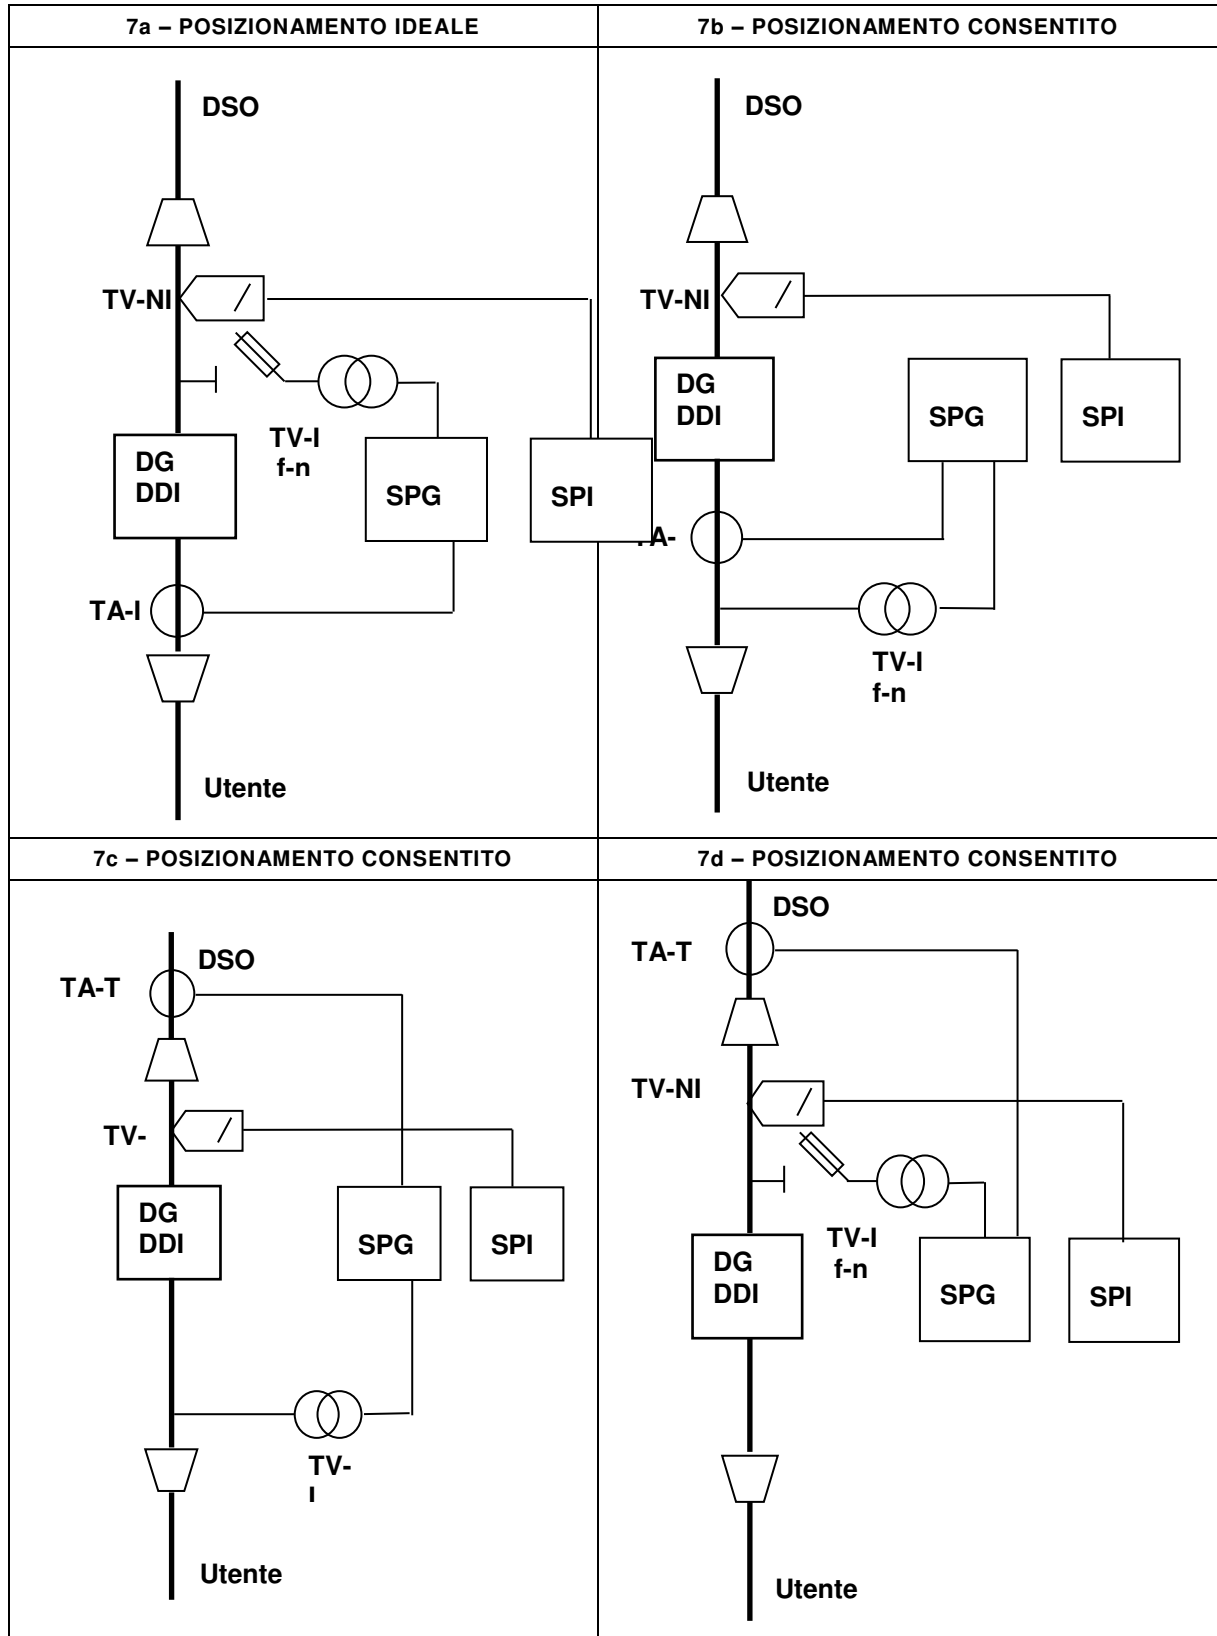 7a – POSIZIONAMENTO IDEALE
DSO
TV-NI
TV-I
f-n
DG
DDI
SPG
SPI
TA-I
Utente
7b – POSIZIONAMENTO CONSENTITO
DSO
TV-NI
DG
DDI
SPG
SPI
TA-
TV-I
f-n
Utente
7c – POSIZIONAMENTO CONSENTITO
DSO
TA-T
TV-
DG
DDI
SPG
SPI
TV-
I
Utente
7d – POSIZIONAMENTO CONSENTITO
DSO
TA-T
TV-NI
TV-I
f-n
DG
DDI
SPG
SPI
Utente